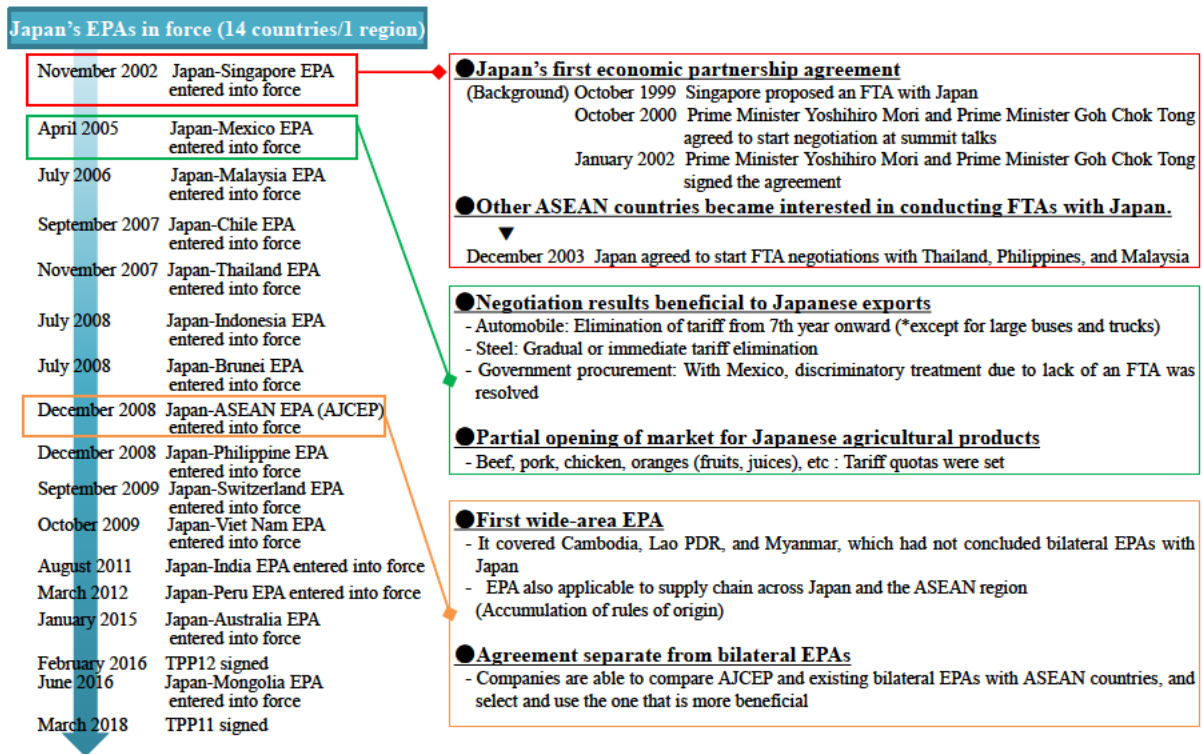 Japan's EPAs in force (14 countries/1 region)
November 2002 Japan-Singapore EPA
entered into force
April 2005 Japan-Mexico EPA
entered into force
July 2006 Japan-Malaysia EPA
entered into force
September 2007 Japan-Chile EPA
entered into force
November 2007 Japan-Thailand EPA
entered into force
July 2008 Japan-Indonesia EPA
entered into force
July 2008 Japan-Brunei EPA
entered into force
December 2008 Japan-ASEAN EPA (AJCEP)
entered into force
December 2008 Japan-Philippine EPA
entered into force
September 2009 Japan-Switzerland EPA
entered into force
October 2009 Japan-Viet Nam EPA
entered into force
August 2011 Japan-India EPA entered into force
March 2012 Japan-Peru EPA entered into force
January 2015 Japan-Australia EPA
entered into force
February 2016 TPP12 signed
June 2016 Japan-Mongolia EPA
entered into force
March 2018 TPP11 signed
●Japan's first economic partnership agreement
(Background) October 1999 Singapore proposed an FTA with Japan
October 2000 Prime Minister Yoshihiro Mori and Prime Minister Goh Chok Tong
agreed to start negotiation at summit talks
January 2002 Prime Minister Yoshihiro Mori and Prime Minister Goh Chok Tong
signed the agreement
●Other ASEAN countries became interested in conducting FTAs with Japan.
▼
December 2003 Japan agreed to start FTA negotiations with Thailand, Philippines, and Malaysia
●Negotiation results beneficial to Japanese exports
- Automobile: Elimination of tariff from 7th year onward (*except for large buses and trucks)
- Steel: Gradual or immediate tariff elimination
- Government procurement: With Mexico, discriminatory treatment due to lack of an FTA was
resolved
●Partial opening of market for Japanese agricultural products
- Beef, pork, chicken, oranges (fruits, juices), etc : Tariff quotas were set
●First wide-area EPA
- It covered Cambodia, Lao PDR, and Myanmar, which had not concluded bilateral EPAs with
Japan
- EPA also applicable to supply chain across Japan and the ASEAN region
(Accumulation of rules of origin)
●Agreement separate from bilateral EPAs
- Companies are able to compare AJCEP and existing bilateral EPAs with ASEAN countries, and
select and use the one that is more beneficial